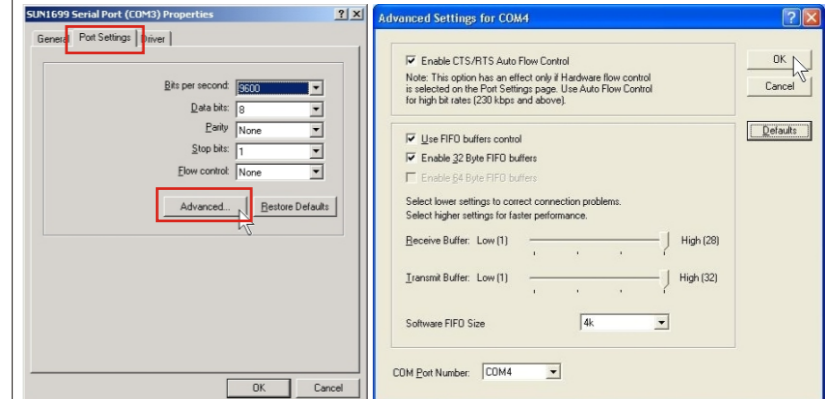 SUN1699 Serial Port (COM3) Properties
General Port Settings Driver
Bits per second: 9600
Data bits: 8
Parity None
Stop bits: 1
Flow control: None
Advanced... Restore Defaults
OK Cancel
Advanced Settings for COM4
Enable CTS/RTS Auto Flow Control
Note: This option has an effect only if Hardware flow control
is selected on the Port Settings page. Use Auto Flow Control
for high bit rates (230 kbps and above).
OK
Cancel
Defaults
Use FIFO buffers control
Enable 32 Byte FIFO buffers
Enable 64 Byte FIFO buffers
Select lower settings to correct connection problems.
Select higher settings for faster performance.
Receive Buffer: Low (1) High (28)
Transmit Buffer: Low (1) High (32)
Software FIFO Size 4k
COM Port Number: COM4